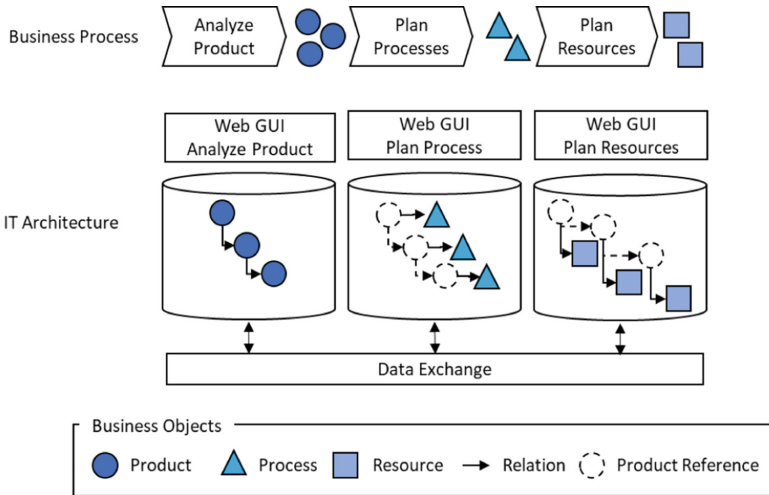 Business Process
Analyze
Product
Plan
Processes
Plan
Resources
Web GUI
Analyze Product
Web GUI
Plan Process
Web GUI
Plan Resources
IT Architecture
Data Exchange
Business Objects
Product
Process
Resource
Relation
Product Reference